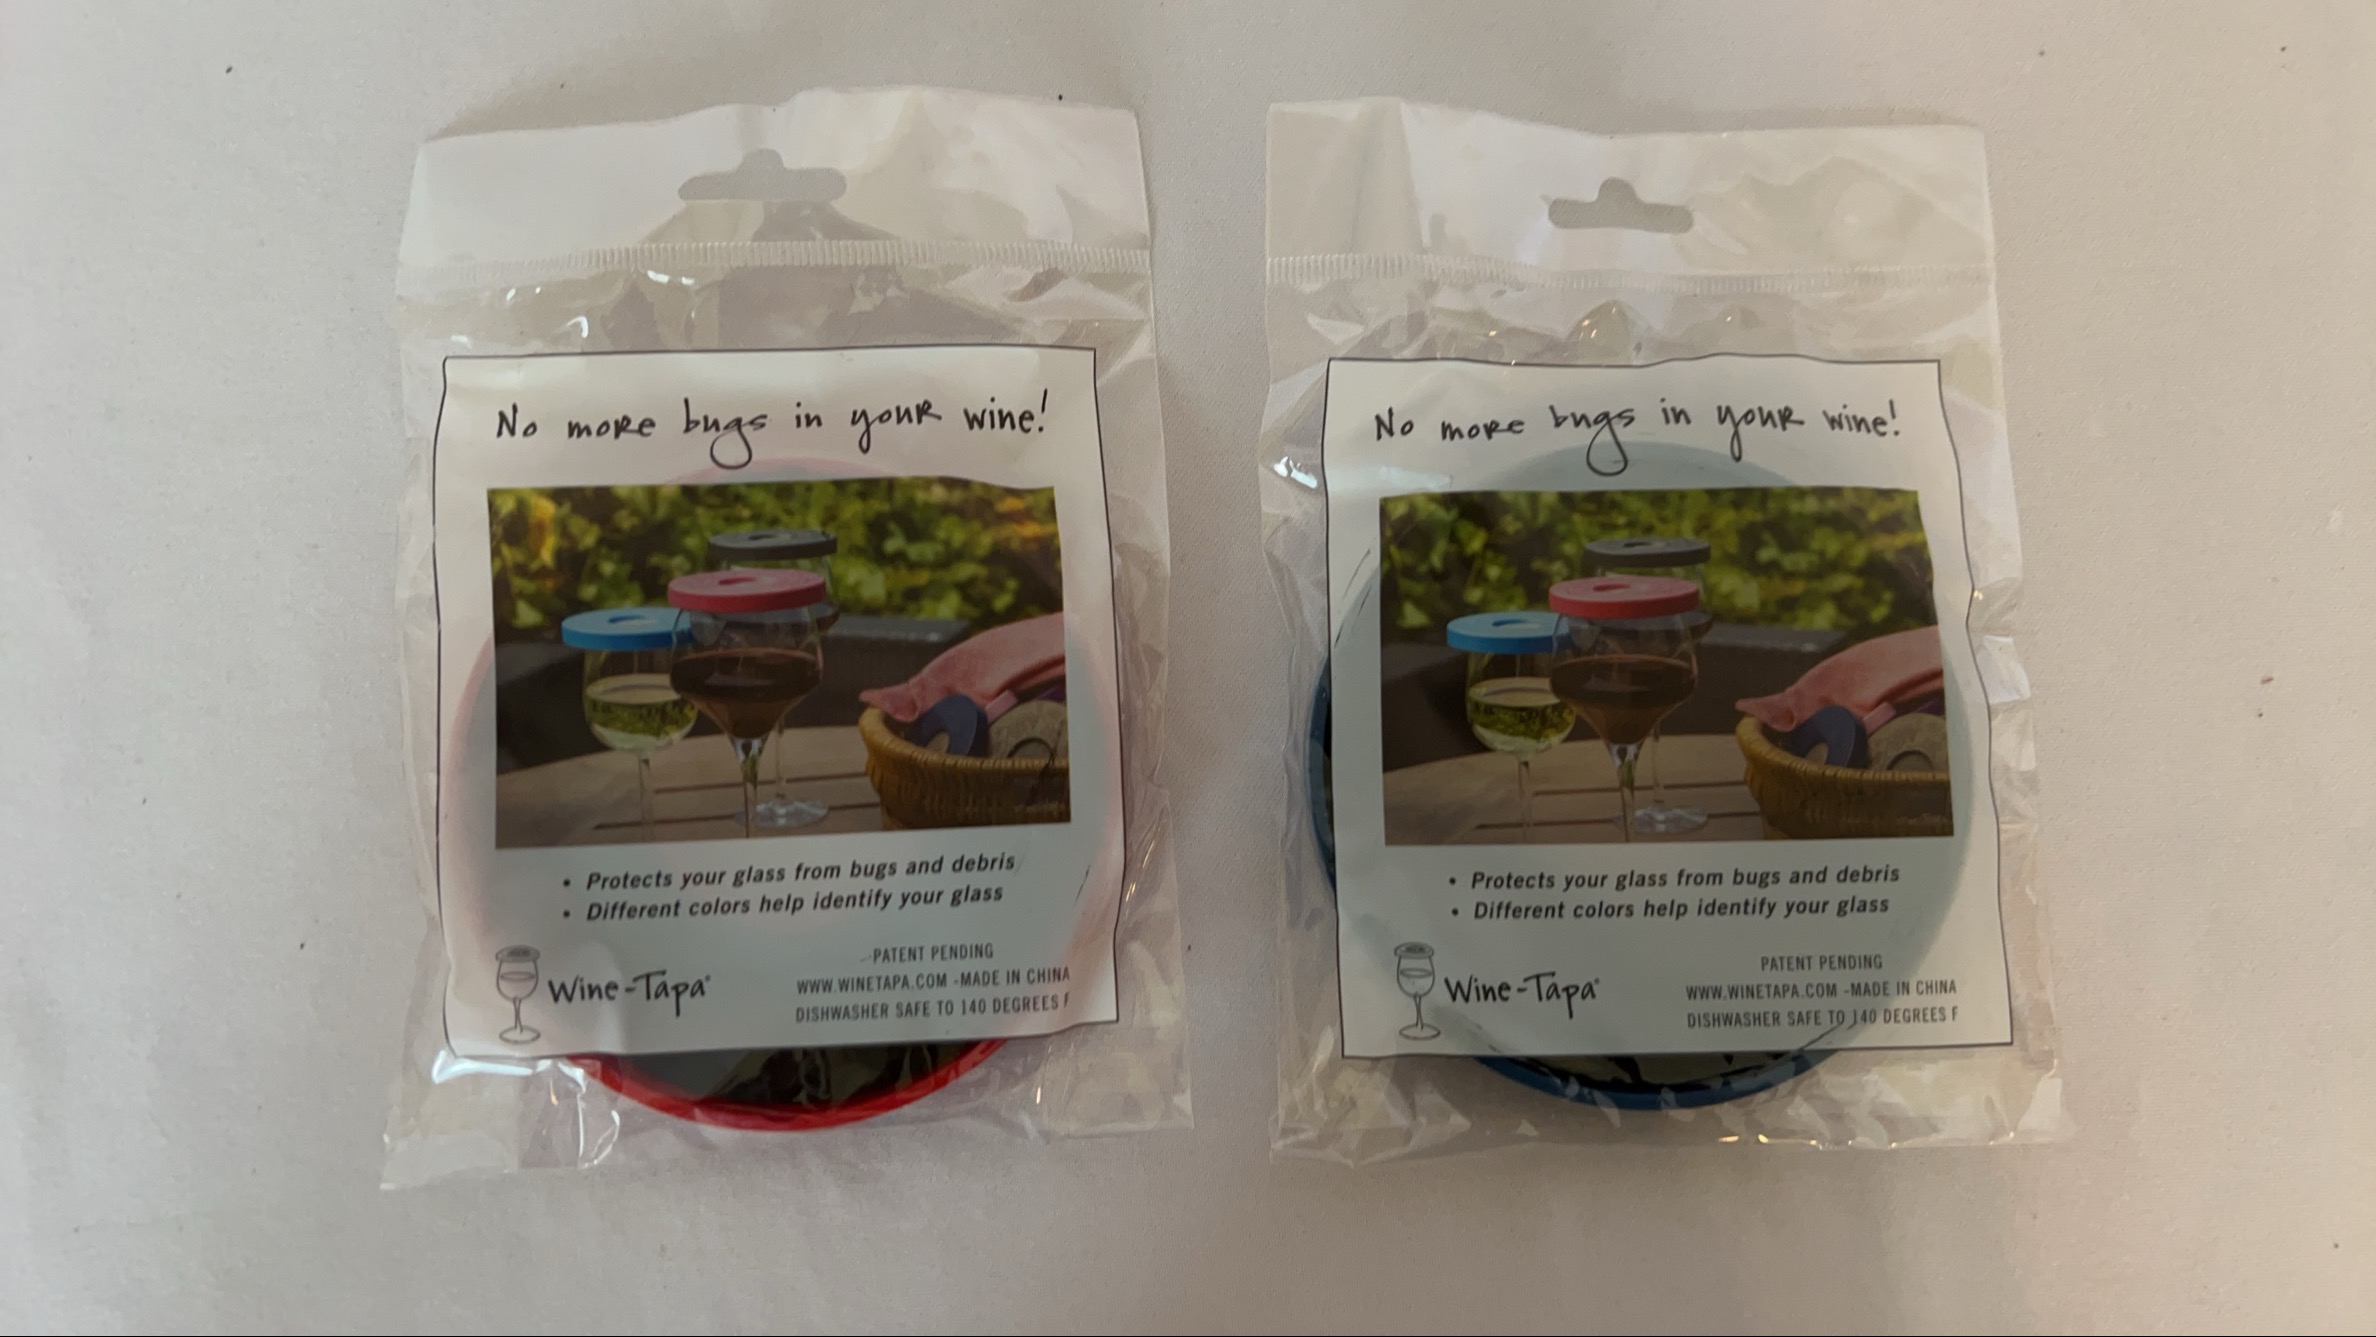 No more bugs in your wine!
• Protects your glass from bugs and debris
• Different colors help identify your glass
Wine-Tapa®
PATENT PENDING
WWW.WINETAPA.COM -MADE IN CHINA
DISHWASHER SAFE TO 140 DEGREES F
No more bugs in your wine!
• Protects your glass from bugs and debris
• Different colors help identify your glass
Wine-Tapa®
PATENT PENDING
WWW.WINETAPA.COM -MADE IN CHINA
DISHWASHER SAFE TO 140 DEGREES F